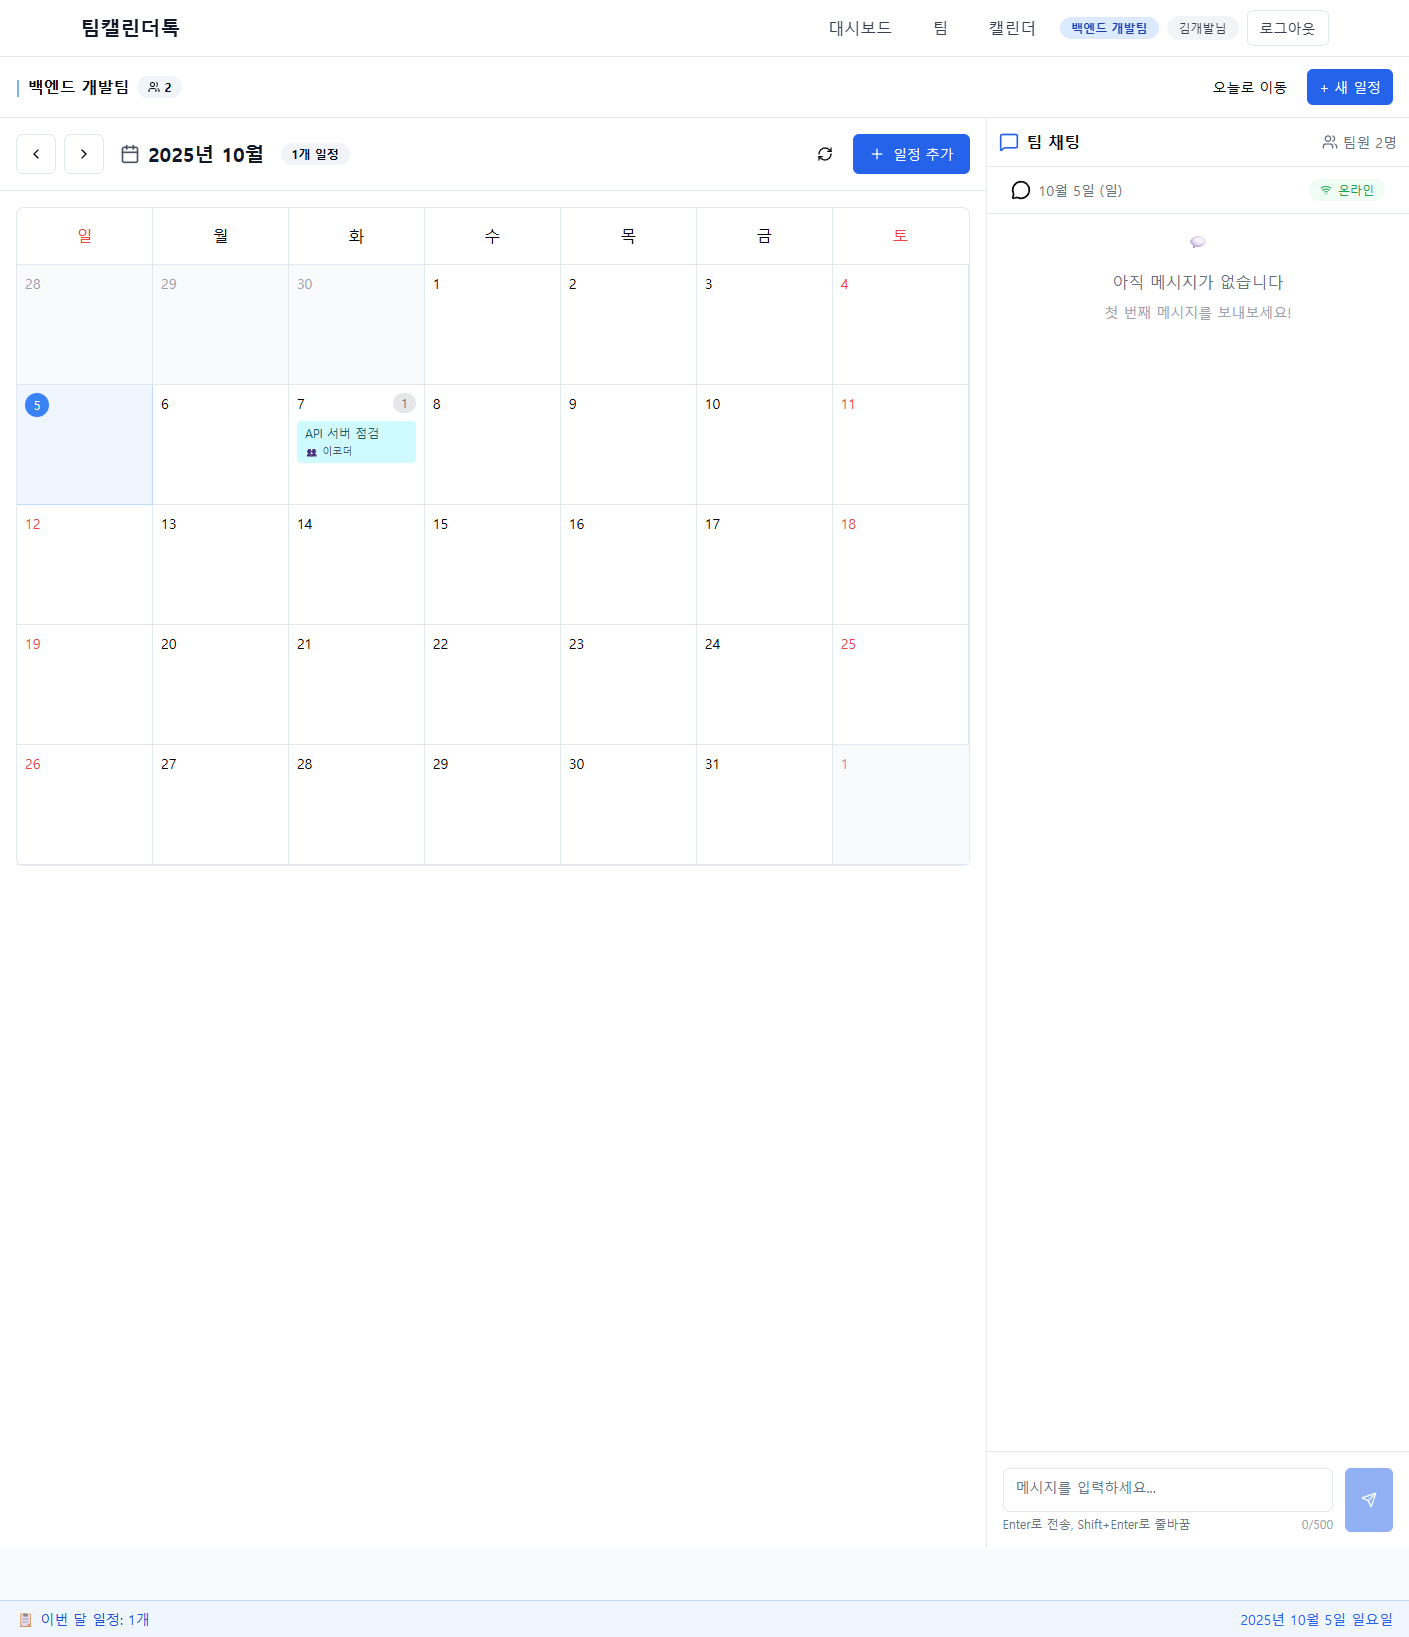 팀캘린더톡
대시보드 팀 캘린더 백엔드 개발팀 김개발님 로그아웃
백엔드 개발팀 2
오늘로 이동 + 새 일정
2025년 10월 1개 일정
일정 추가
일 월 화 수 목 금 토
28 29 30 1 2 3 4
5 6 7 1 8 9 10 11
API 서버 점검
이코더
12 13 14 15 16 17 18
19 20 21 22 23 24 25
26 27 28 29 30 31 1
팀 채팅 팀원 2명
10월 5일 (일) 온라인
아직 메시지가 없습니다
첫 번째 메시지를 보내보세요!
메시지를 입력하세요...
Enter로 전송, Shift+Enter로 줄바꿈 0/500
이번 달 일정: 1개
2025년 10월 5일 일요일